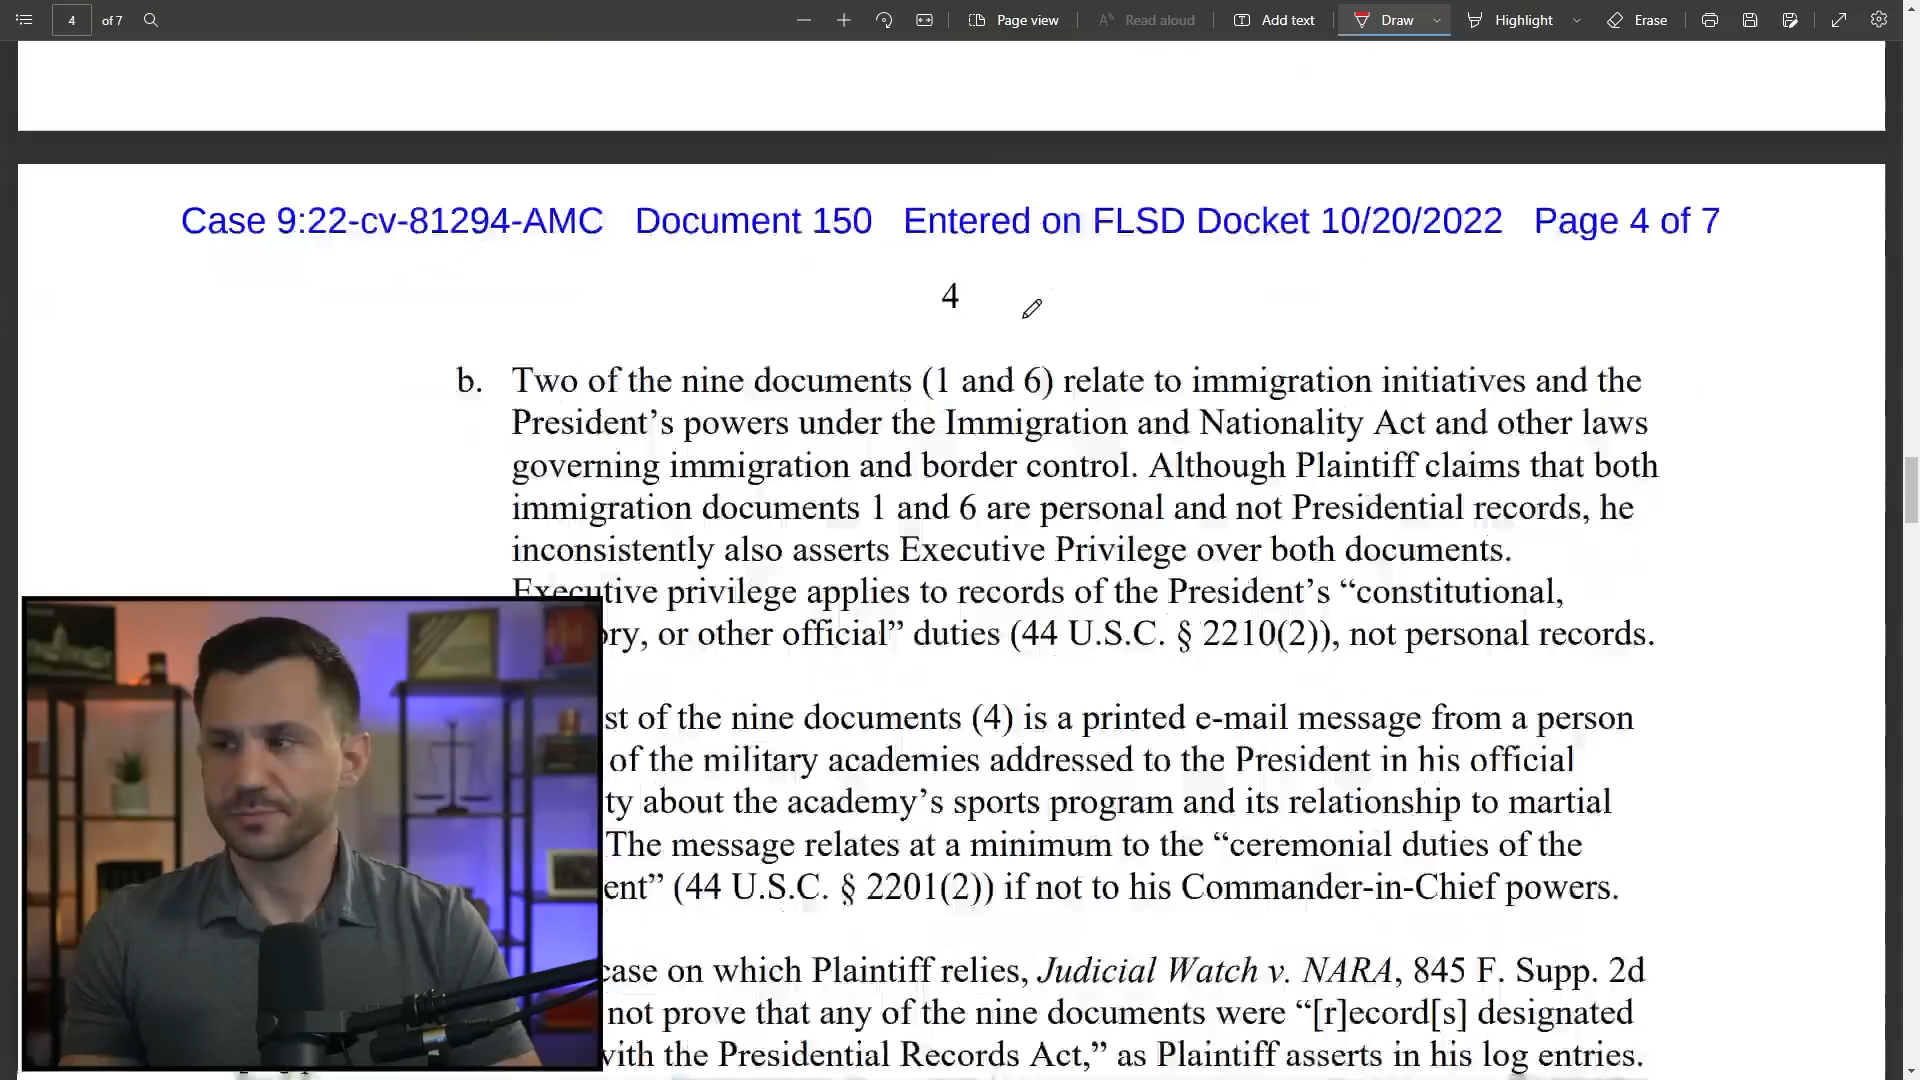 4 of 7 Page view Read aloud Add text Draw Highlight Erase
Case 9:22-cv-81294-AMC Document 150 Entered on FLSD Docket 10/20/2022 Page 4 of 7
4
b. Two of the nine documents (1 and 6) relate to immigration initiatives and the
President’s powers under the Immigration and Nationality Act and other laws
governing immigration and border control. Although Plaintiff claims that both
immigration documents 1 and 6 are personal and not Presidential records, he
inconsistently also asserts Executive Privilege over both documents.
Executive privilege applies to records of the President’s “constitutional,
ry, or other official” duties (44 U.S.C. § 2210(2)), not personal records.
st of the nine documents (4) is a printed e-mail message from a person
of the military academies addressed to the President in his official
ty about the academy’s sports program and its relationship to martial
The message relates at a minimum to the “ceremonial duties of the
ent” (44 U.S.C. § 2201(2)) if not to his Commander-in-Chief powers.
case on which Plaintiff relies, Judicial Watch v. NARA, 845 F. Supp. 2d
not prove that any of the nine documents were “[r]ecord[s] designated
with the Presidential Records Act,” as Plaintiff asserts in his log entries.